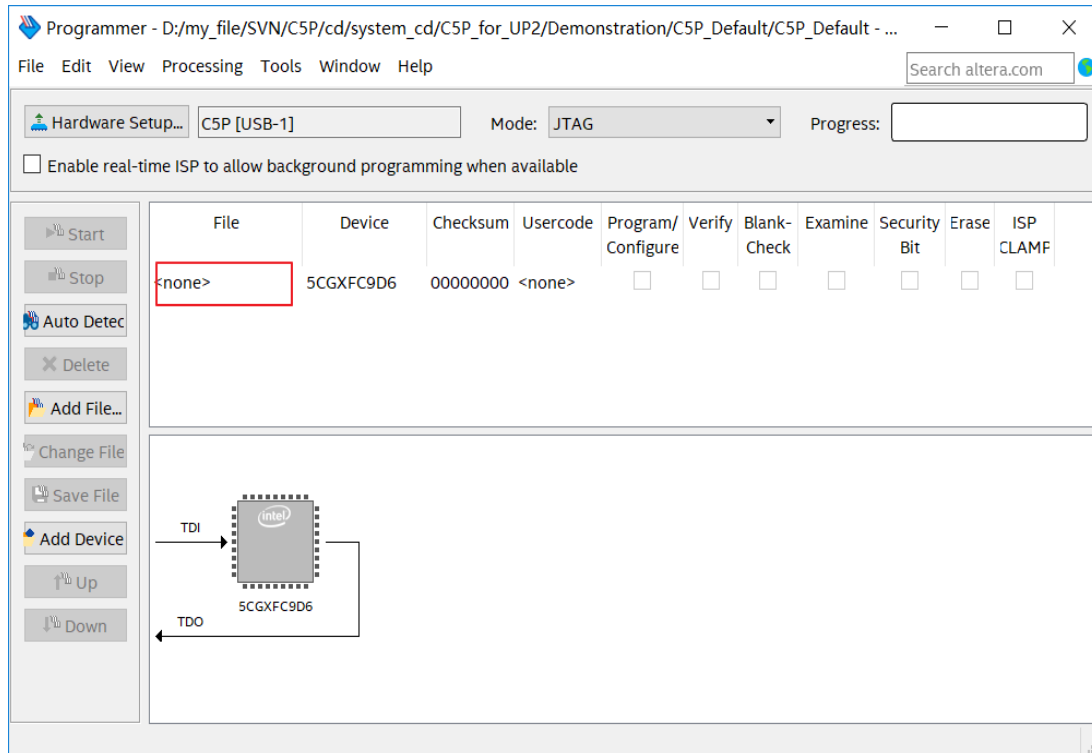 Programmer - D:/my_file/SVN/C5P/cd/system_cd/C5P_for_UP2/Demonstration/C5P_Default/C5P_Default - ...
File Edit View Processing Tools Window Help
Search altera.com
Hardware Setup... C5P [USB-1] Mode: JTAG Progress:
Enable real-time ISP to allow background programming when available
Start
Stop
Auto Detec
Delete
Add File...
Change File
Save File
Add Device
Up
Down
File Device Checksum Usercode Program/ Verify Blank- Examine Security Erase ISP
Configure Check Bit CLAMP
<none> 5CGXFC9D6 00000000 <none>
intel
TDI
5CGXFC9D6
TDO